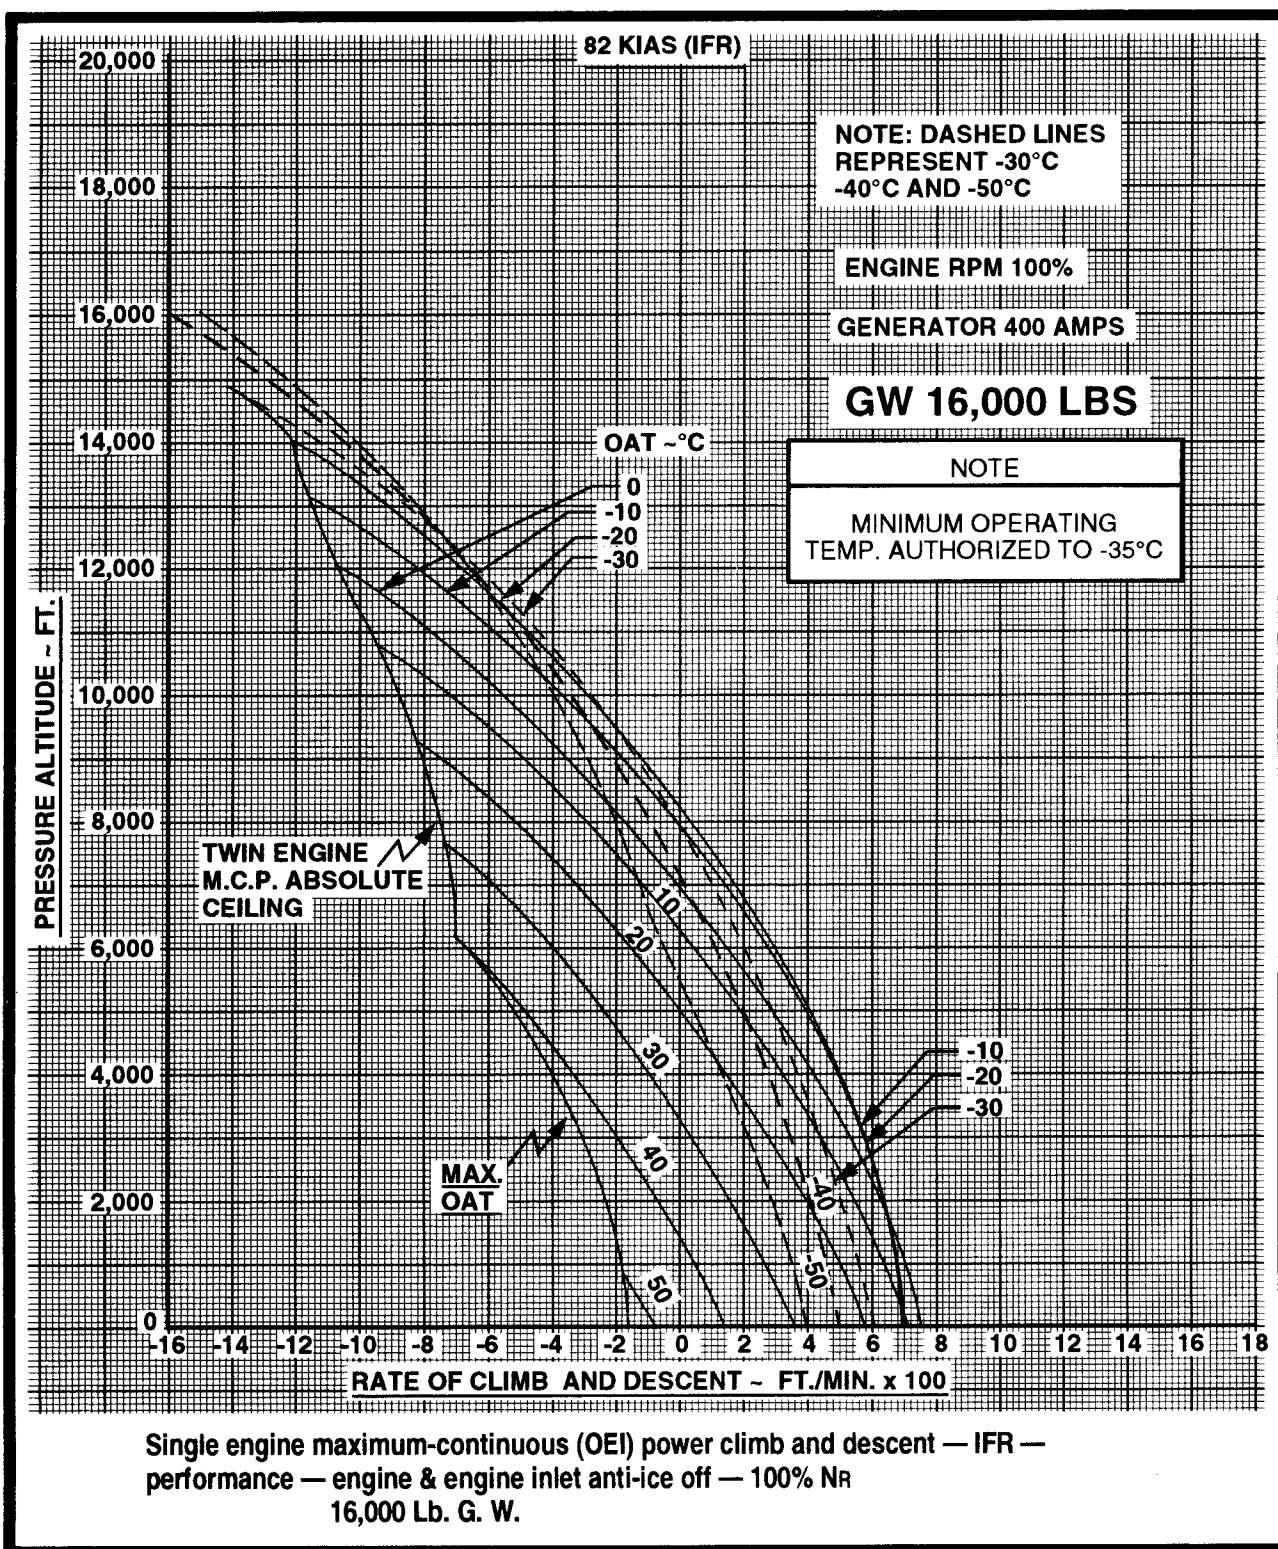 82 KIAS (IFR)
20,000
18,000
16,000
14,000
12,000
10,000
8,000
6,000
4,000
2,000
0
PRESSURE ALTITUDE ~ FT.
NOTE: DASHED LINES
REPRESENT -30°C
-40°C AND -50°C
ENGINE RPM 100%
GENERATOR 400 AMPS
GW 16,000 LBS
NOTE
MINIMUM OPERATING
TEMP. AUTHORIZED TO -35°C
OAT ~°C
0
-10
-20
-30
TWIN ENGINE
M.C.P. ABSOLUTE
CEILING
10
20
30
40
50
-40
-50
-10
-20
-30
MAX.
OAT
-16 -14 -12 -10 -8 -6 -4 -2 0 2 4 6 8 10 12 14 16 18
RATE OF CLIMB AND DESCENT ~ FT./MIN. x 100
Single engine maximum-continuous (OEI) power climb and descent — IFR —
performance — engine & engine inlet anti-ice off — 100% NR
16,000 Lb. G. W.